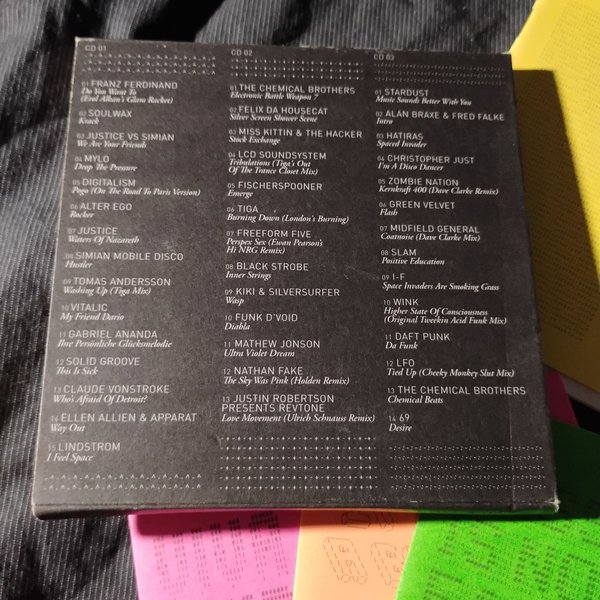 CD 01
01 FRANZ FERDINAND
Do You Want To
(Erol Alkan's Glam Racket)
02 SOULWAX
Krack
03 JUSTICE VS SIMIAN
We Are Your Friends
04 MYLO
Drop The Pressure
05 DIGITALISM
Pogo (On The Road To Paris Version)
06 ALTER EGO
Rocker
07 JUSTICE
Waters Of Nazareth
08 SIMIAN MOBILE DISCO
Hustler
09 TOMAS ANDERSSON
Washing Up (Tiga Mix)
10 VITALIC
My Friend Dario
11 GABRIEL ANANDA
Ihre Persönliche Glücksmelodie
12 SOLID GROOVE
This Is Sick
13 CLAUDE VONSTROKE
Who's Afraid Of Detroit?
14 ELLEN ALLIEN & APPARAT
Way Out
15 LINDSTROM
I Feel Space
CD 02
01 THE CHEMICAL BROTHERS
Electronic Battle Weapon 7
02 FELIX DA HOUSECAT
Silver Screen Shower Scene
03 MISS KITTIN & THE HACKER
Stock Exchange
04 LCD SOUNDSYSTEM
Tribulations (Tiga's Out
Of The Trance Closet Mix)
05 FISCHERSPOONER
Emerge
06 TIGA
Burning Down (London's Burning)
07 FREEFORM FIVE
Perspex Sex (Ewan Pearson's
Hi NRG Remix)
08 BLACK STROBE
Inner Strings
09 KIKI & SILVERSURFER
Wasp
10 FUNK D'VOID
Diabla
11 MATHEW JONSON
Ultra Violet Dream
12 NATHAN FAKE
The Sky Was Pink (Holden Remix)
13 JUSTIN ROBERTSON
PRESENTS REVTONE
Love Movement (Ulrich Schnauss Remix)
CD 03
01 STARDUST
Music Sounds Better With You
02 ALAN BRAXE & FRED FALKE
Intro
03 HATIRAS
Spaced Invader
04 CHRISTOPHER JUST
I'm A Disco Dancer
05 ZOMBIE NATION
Kernkraft 400 (Dave Clarke Remix)
06 GREEN VELVET
Flash
07 MIDFIELD GENERAL
Coatnoise (Dave Clarke Mix)
08 SLAM
Positive Education
09 I-F
Space Invaders Are Smoking Grass
10 WINK
Higher State Of Consciousness
(Original Tweekin Acid Funk Mix)
11 DAFT PUNK
Da Funk
12 LFO
Tied Up (Cheeky Monkey Slut Mix)
13 THE CHEMICAL BROTHERS
Chemical Beats
14 69
Desire